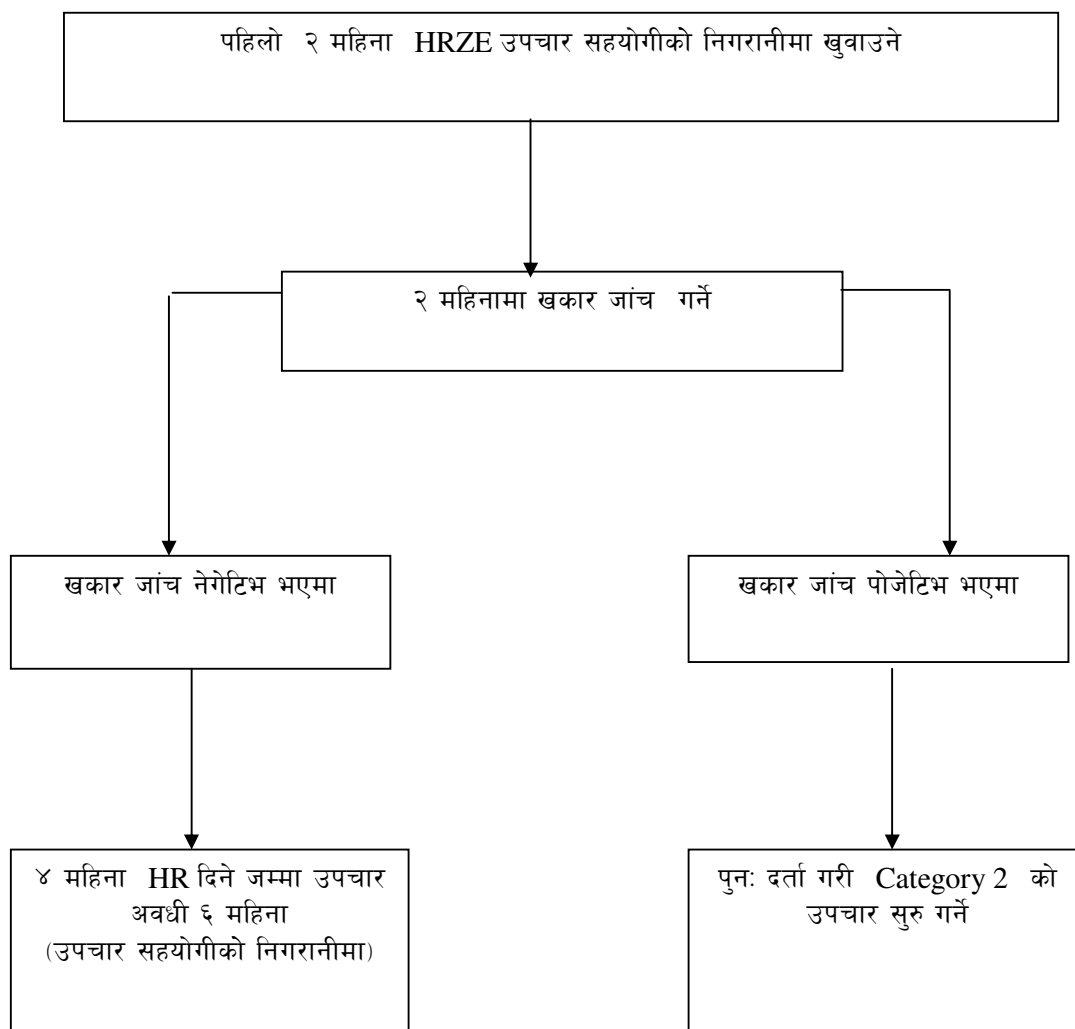 पहिलो २ महिना HRZE उपचार सहयोगीको निगरानीमा खुवाउने
२ महिनामा खकार जांच गर्ने
खकार जांच नेगेटिभ भएमा
खकार जांच पोजेटिभ भएमा
४ महिना HR दिने जम्मा उपचार
अवधी ६ महिना
(उपचार सहयोगीको निगरानीमा)
पुनः दर्ता गरी Category 2 को
उपचार सुरु गर्ने